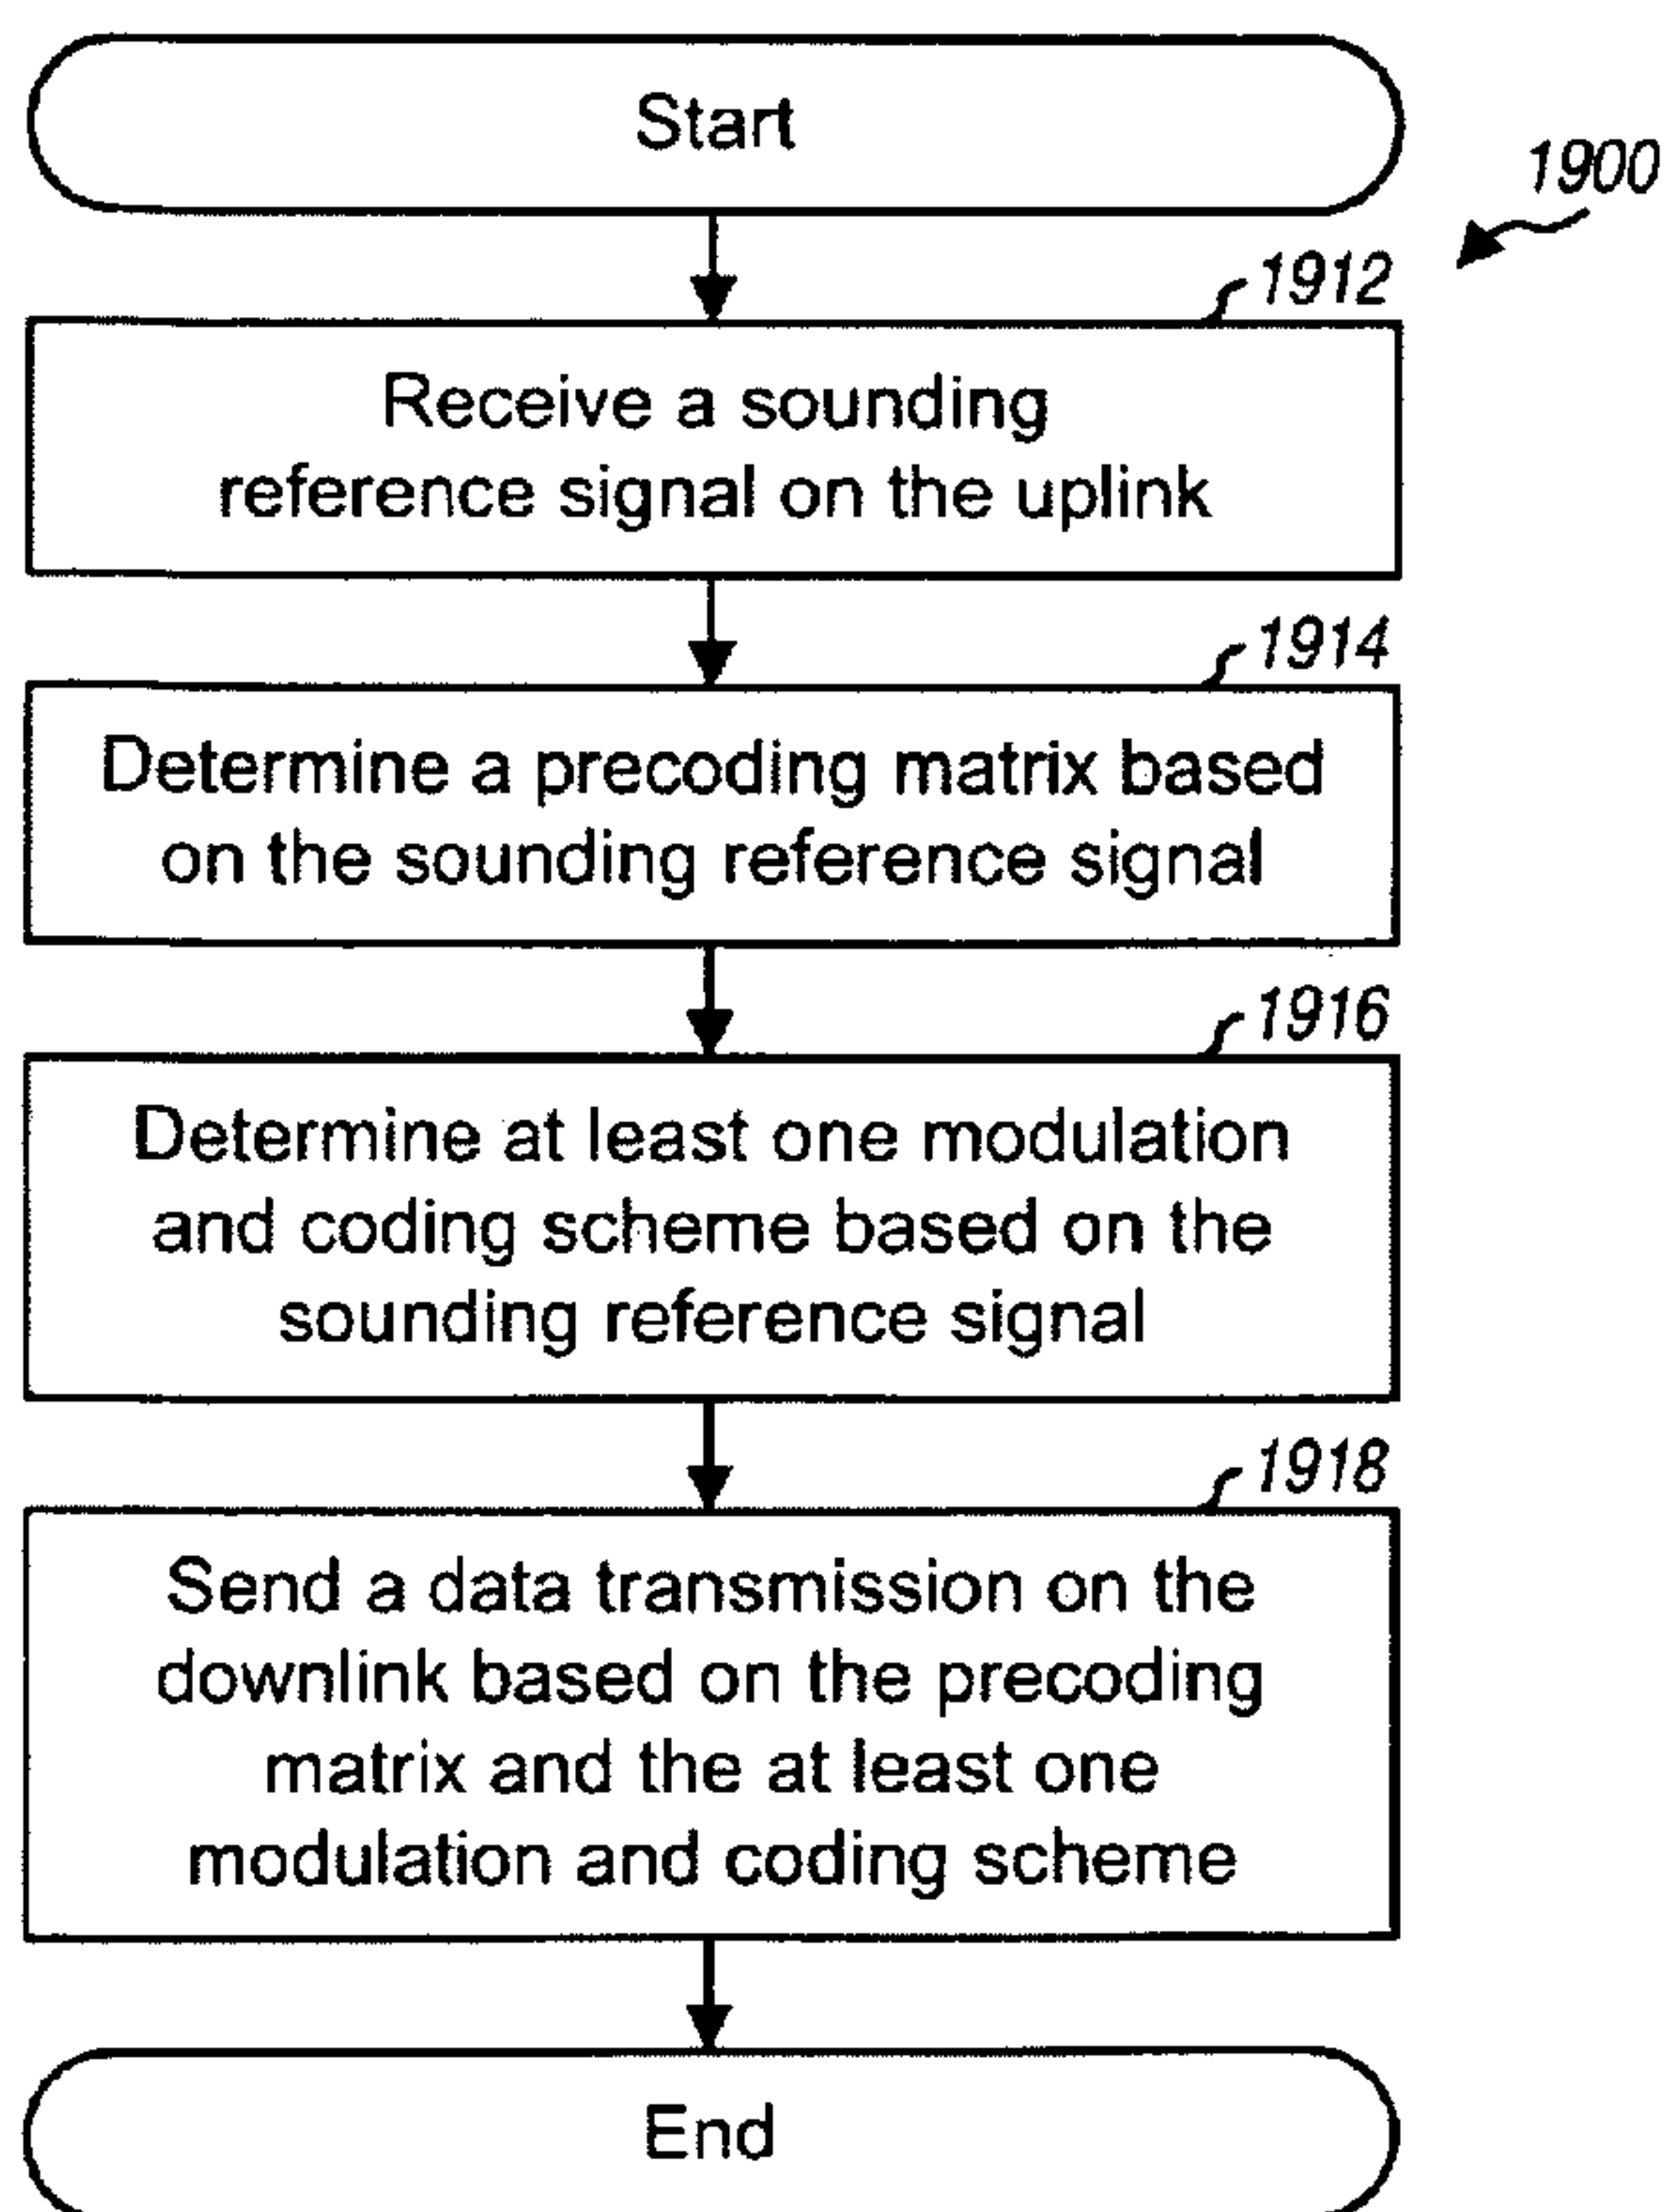 Start
1900
1912
Receive a sounding
reference signal on the uplink
1914
Determine a precoding matrix based
on the sounding reference signal
1916
Determine at least one modulation
and coding scheme based on the
sounding reference signal
1918
Send a data transmission on the
downlink based on the precoding
matrix and the at least one
modulation and coding scheme
End